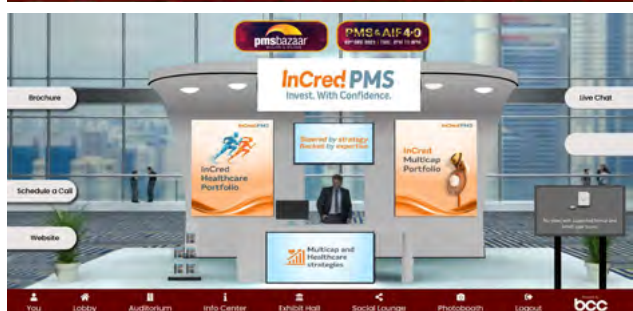 pmsbazaar
PMS & AIF 4.0
InCred PMS
Invest. With Confidence.
Brochure
Live Chat
InCred PMS
InCred
Healthcare
Portfolio
Powered by strategy
Backed by expertise
InCred PMS
InCred
Multicap
Portfolio
Schedule a Call
Website
Multicap and
Healthcare
strategies
You
Lobby
Auditorium
Info Center
Exhibit Hall
Social Lounge
Photobooth
Logout
bcc